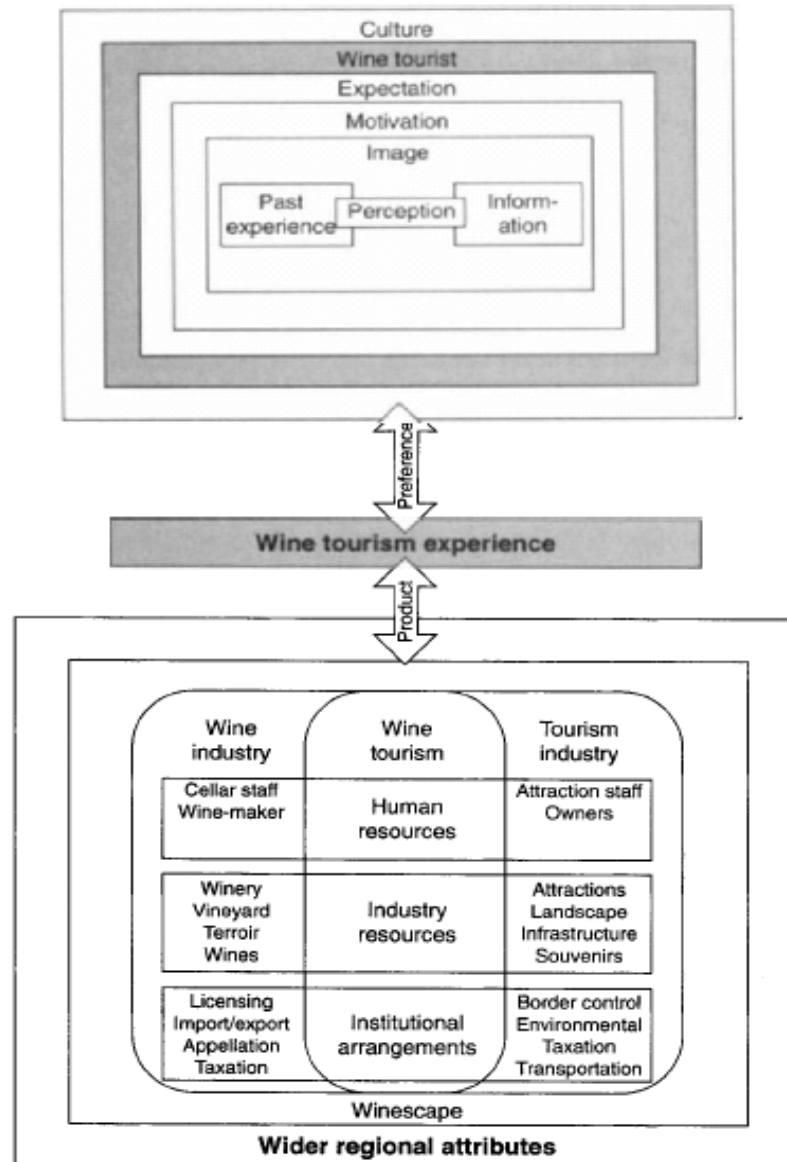 Culture
Wine tourist
Expectation
Motivation
Image
Past
experience
Perception
Inform-
ation
Preference
Wine tourism experience
Product
Wine
industry
Wine
tourism
Tourism
industry
Cellar staff
Wine-maker
Human
resources
Attraction staff
Owners
Winery
Vineyard
Terroir
Wines
Industry
resources
Attractions
Landscape
Infrastructure
Souvenirs
Licensing
Import/export
Appellation
Taxation
Institutional
arrangements
Border control
Environmental
Taxation
Transportation
Winescape
Wider regional attributes